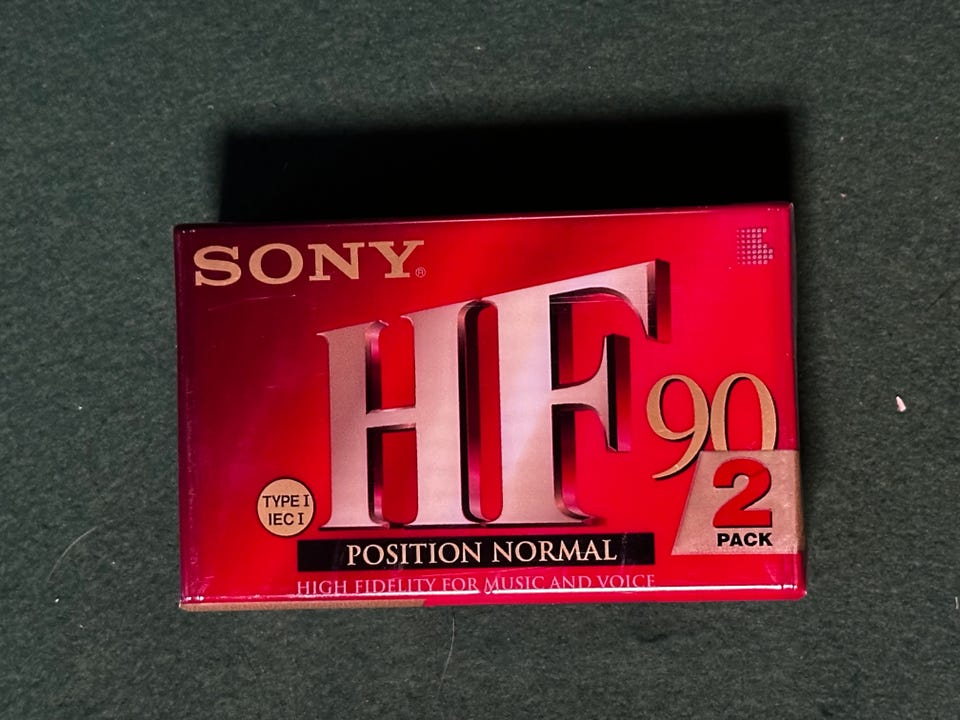 SONY®
HF
90
2
PACK
TYPE I
IEC I
POSITION NORMAL
HIGH FIDELITY FOR MUSIC AND VOICE